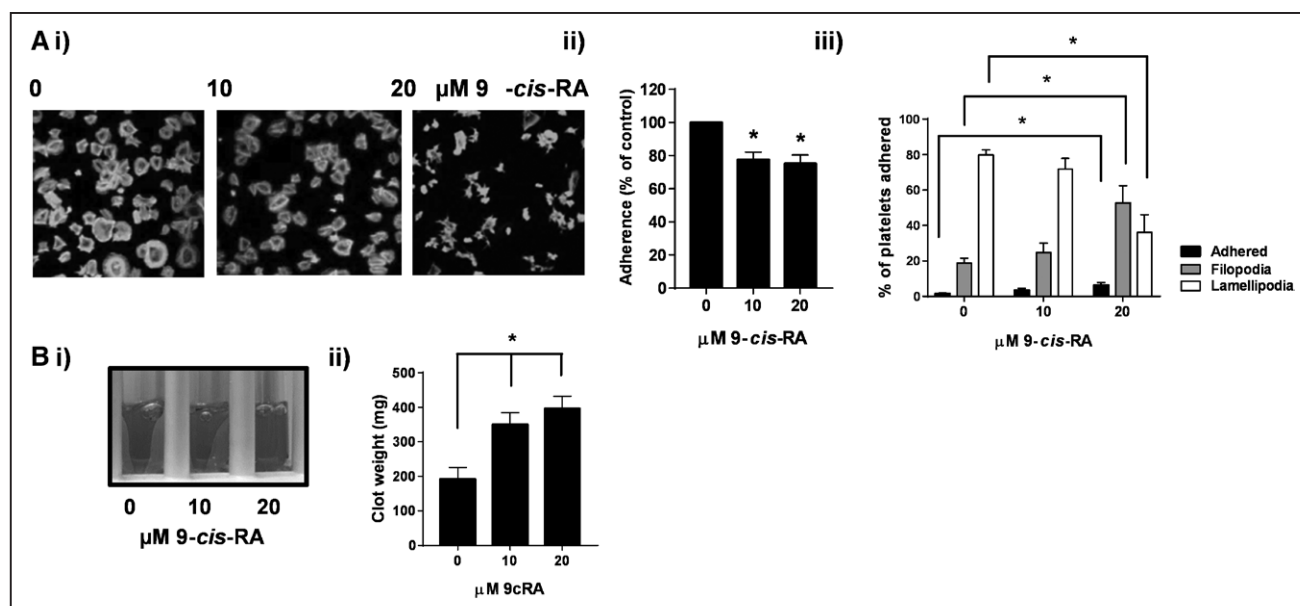 A i)
0 10 20 µM 9 -cis-RA
ii)
Adherence (% of control)
120
100
80
60
40
20
0
* *
0 10 20
µM 9-cis-RA
iii)
*
*
*
% of platelets adhered
100
80
60
40
20
0
0 10 20
µM 9-cis-RA
Adhered
Filopodia
Lamellipodia
B i)
0 10 20
µM 9-cis-RA
ii)
*
Clot weight (mg)
500
400
300
200
100
0
0 10 20
µM 9cRA